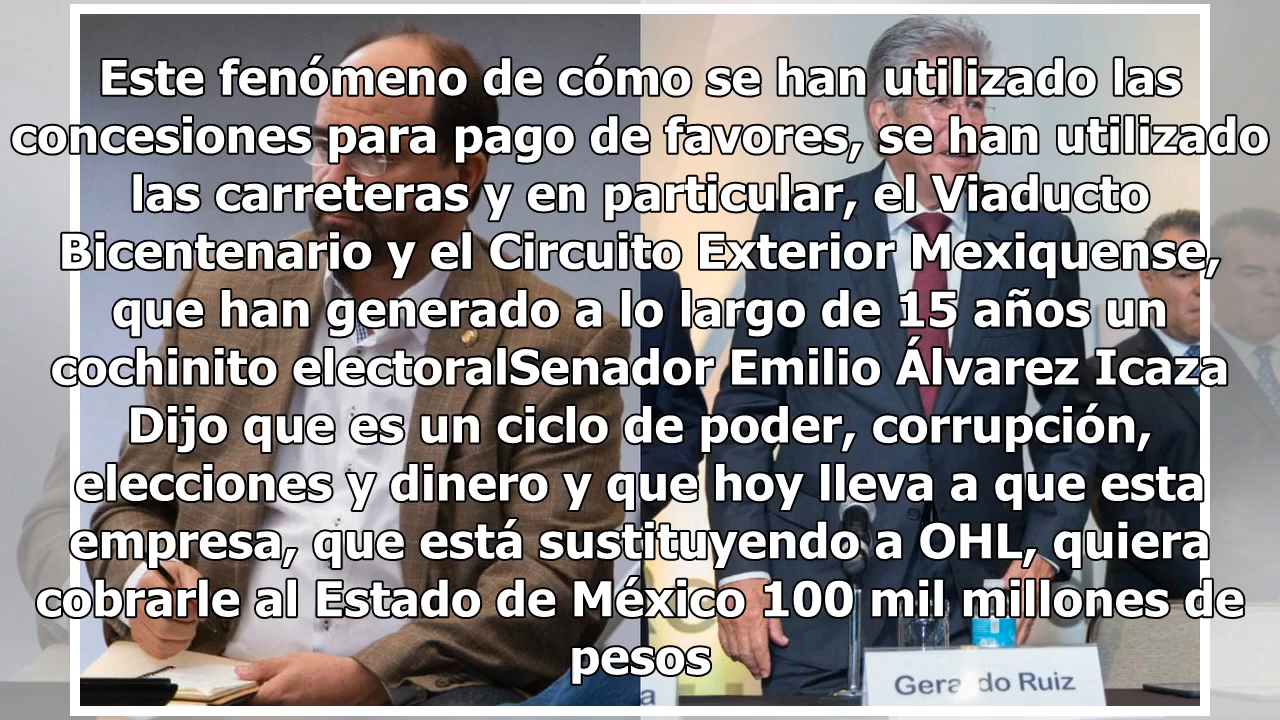 Este fenómeno de cómo se han utilizado las
concesiones para pago de favores, se han utilizado
las carreteras y en particular, el Viaducto
Bicentenario y el Circuito Exterior Mexiquense,
que han generado a lo largo de 15 años un
cochinito electoralSenador Emilio Álvarez Icaza
Dijo que es un ciclo de poder, corrupción,
elecciones y dinero y que hoy lleva a que esta
empresa, que está sustituyendo a OHL, quiera
cobrarle al Estado de México 100 mil millones de
pesos
Gerardo Ruiz